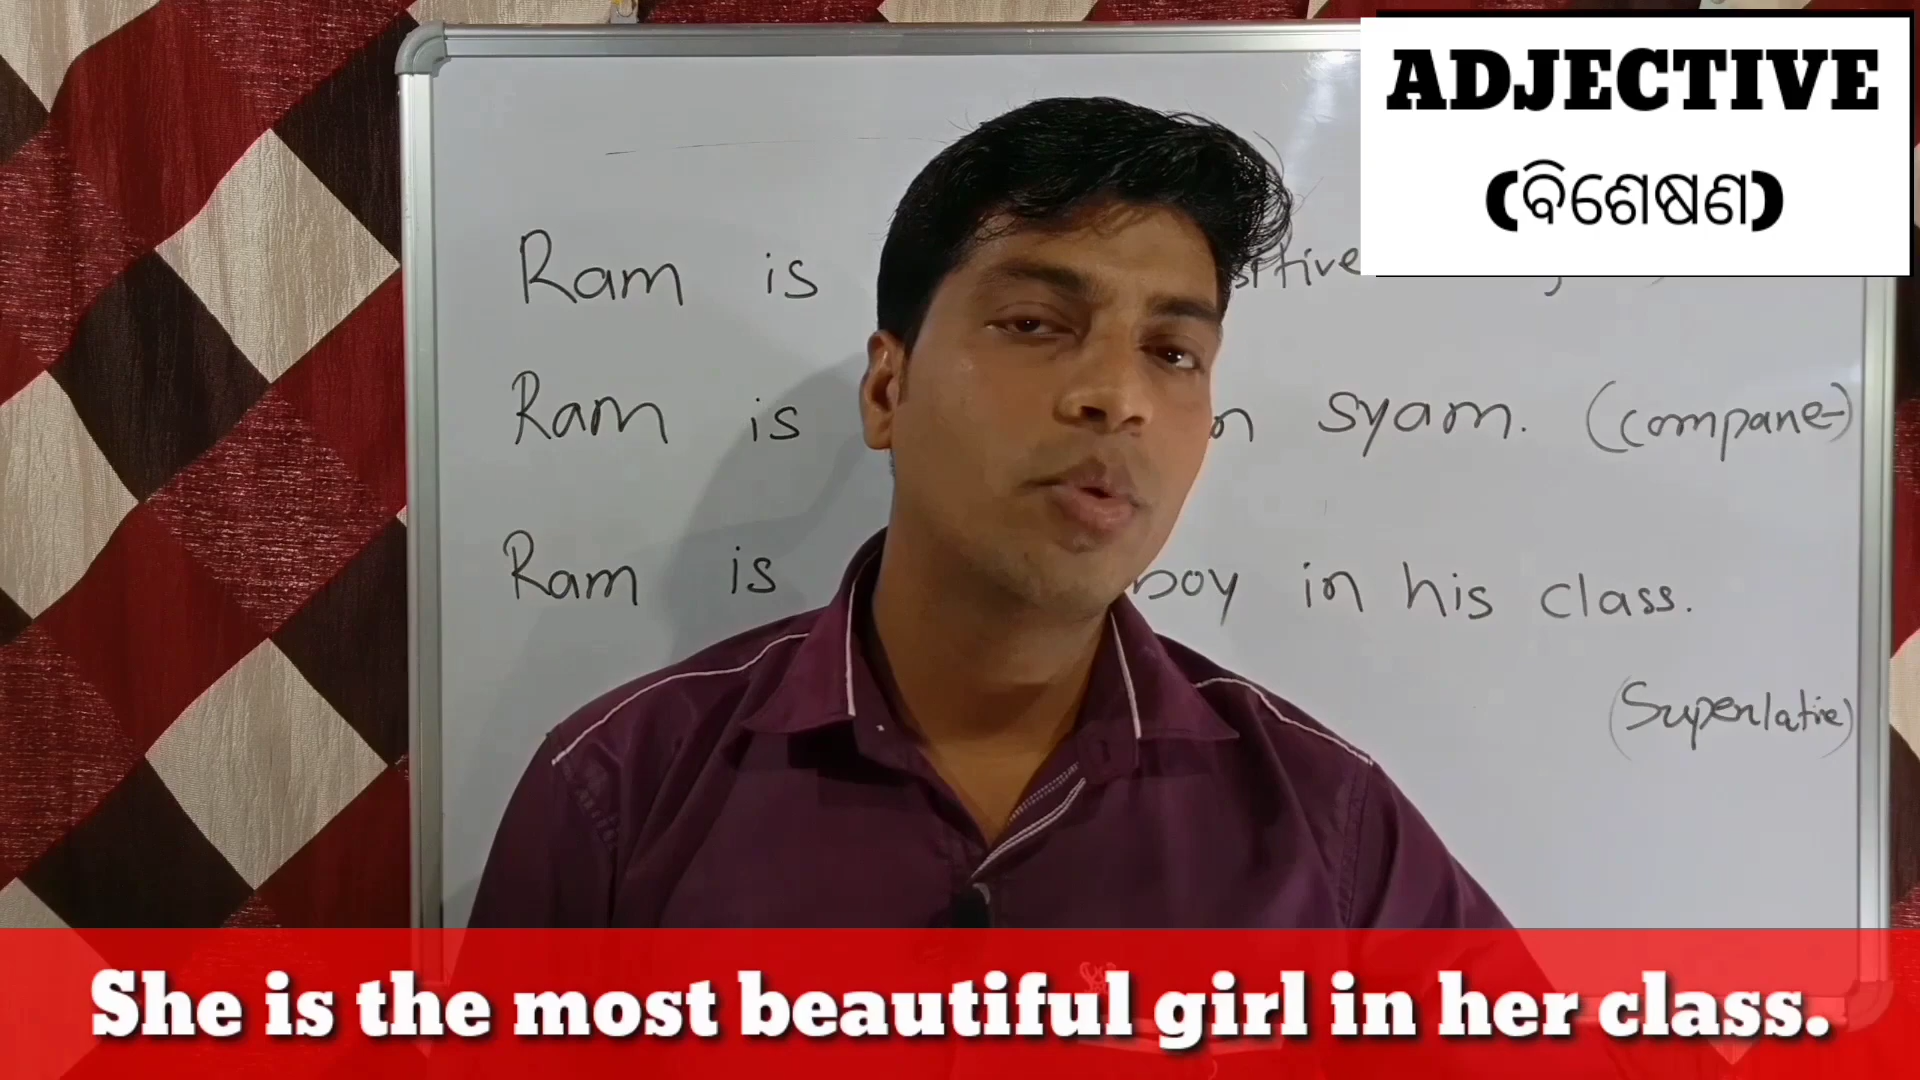 ADJECTIVE
(ବିଶେଷଣ)
Ram is
Ram is syam. (compare-)
Ram is boy in his class.
(Superlative)
She is the most beautiful girl in her class.